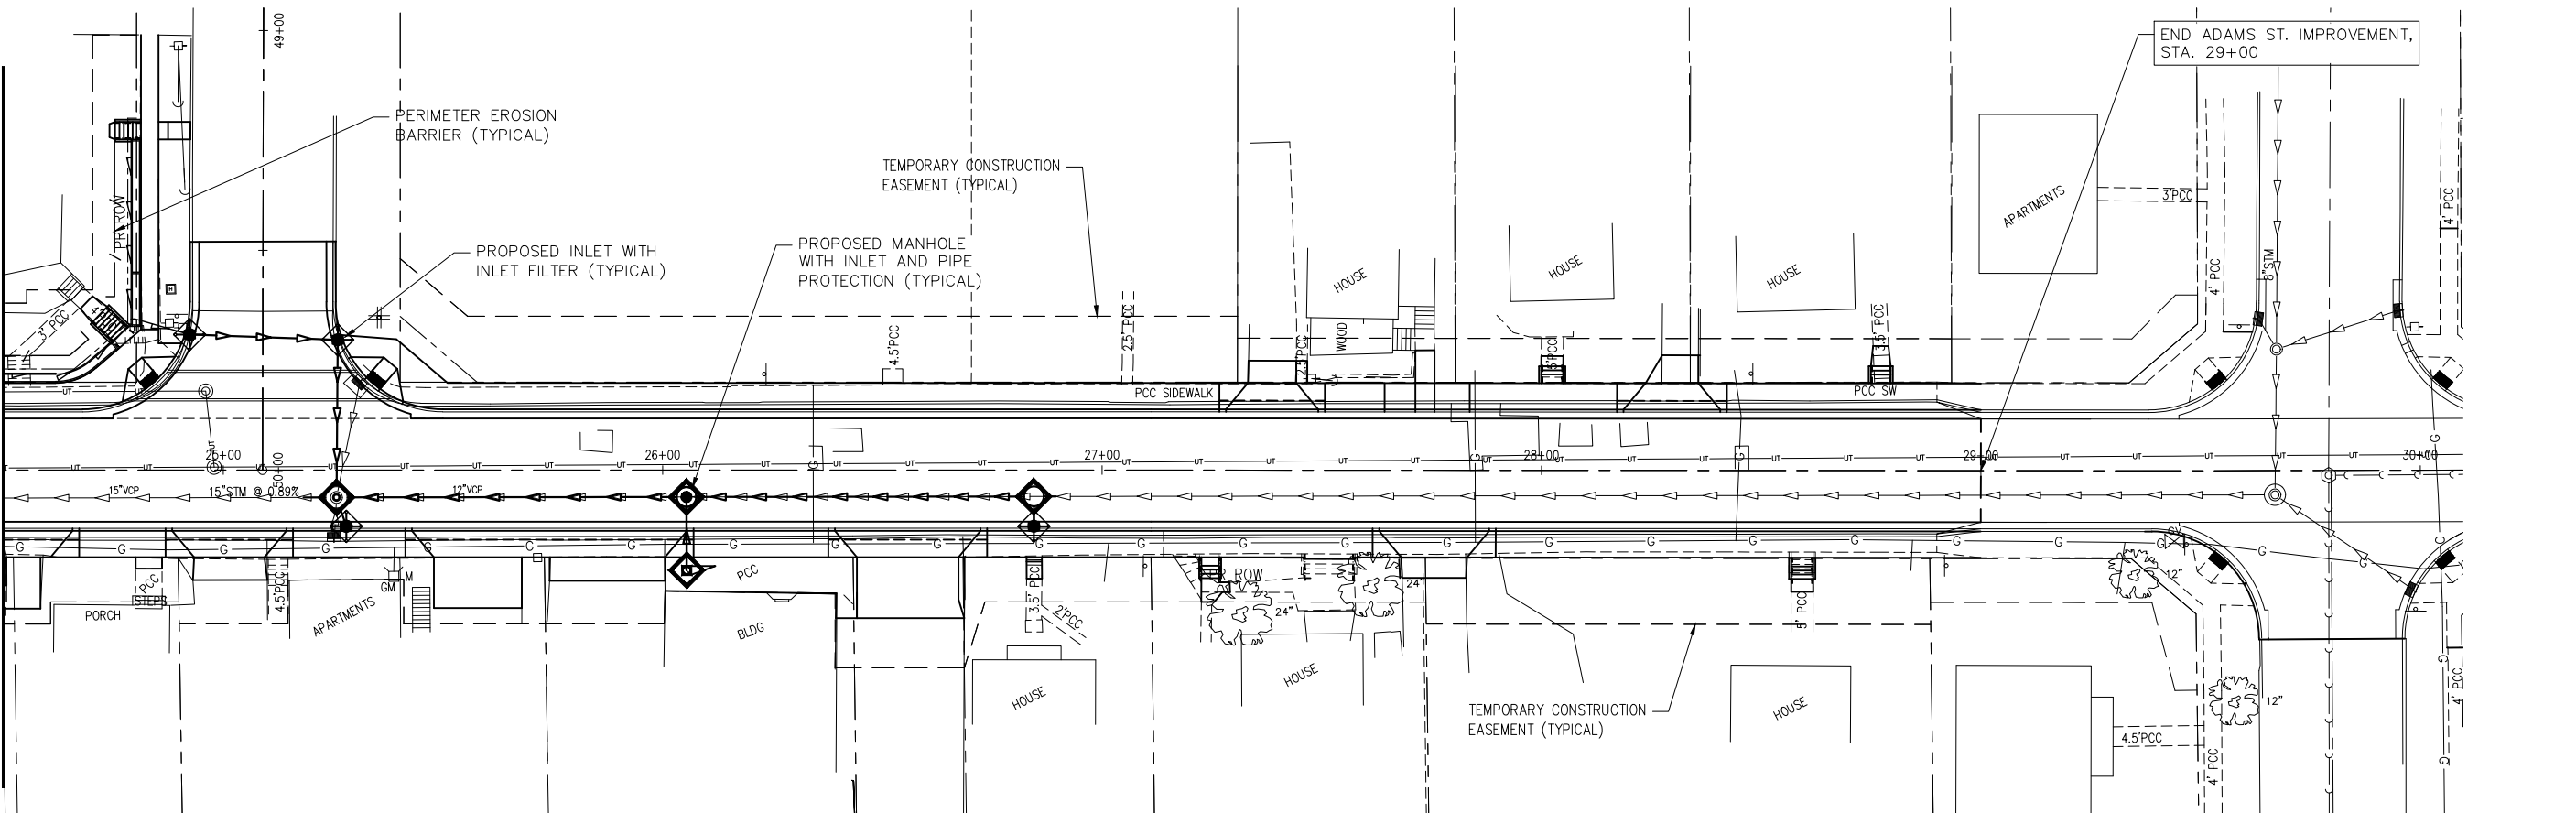 49+00
END ADAMS ST. IMPROVEMENT,
STA. 29+00
PERIMETER EROSION
BARRIER (TYPICAL)
TEMPORARY CONSTRUCTION
EASEMENT (TYPICAL)
PROPOSED INLET WITH
INLET FILTER (TYPICAL)
PROPOSED MANHOLE
WITH INLET AND PIPE
PROTECTION (TYPICAL)
PR ROW
3' PCC
4.5'PCC
2.5' PCC
HOUSE
WOOD
HOUSE
HOUSE
5'PCC
3.5'PCC
APARTMENTS
3'PCC
4' PCC
4' PCC
8"STM
PCC SIDEWALK
PCC SW
UT
26+00
27+00
28+00
29+00
30+00
50+00
15"VCP
15"STM @ 0.89%
12"VCP
G
PCC
STEPS
PORCH
4.5'PCC
APARTMENTS
GM
M
PCC
BLDG
3.5' PCC
2'PCC
HOUSE
PR ROW
24"
24"
HOUSE
5' PCC
HOUSE
TEMPORARY CONSTRUCTION
EASEMENT (TYPICAL)
GV
12"
12"
4.5'PCC
4' PCC
4' PCC